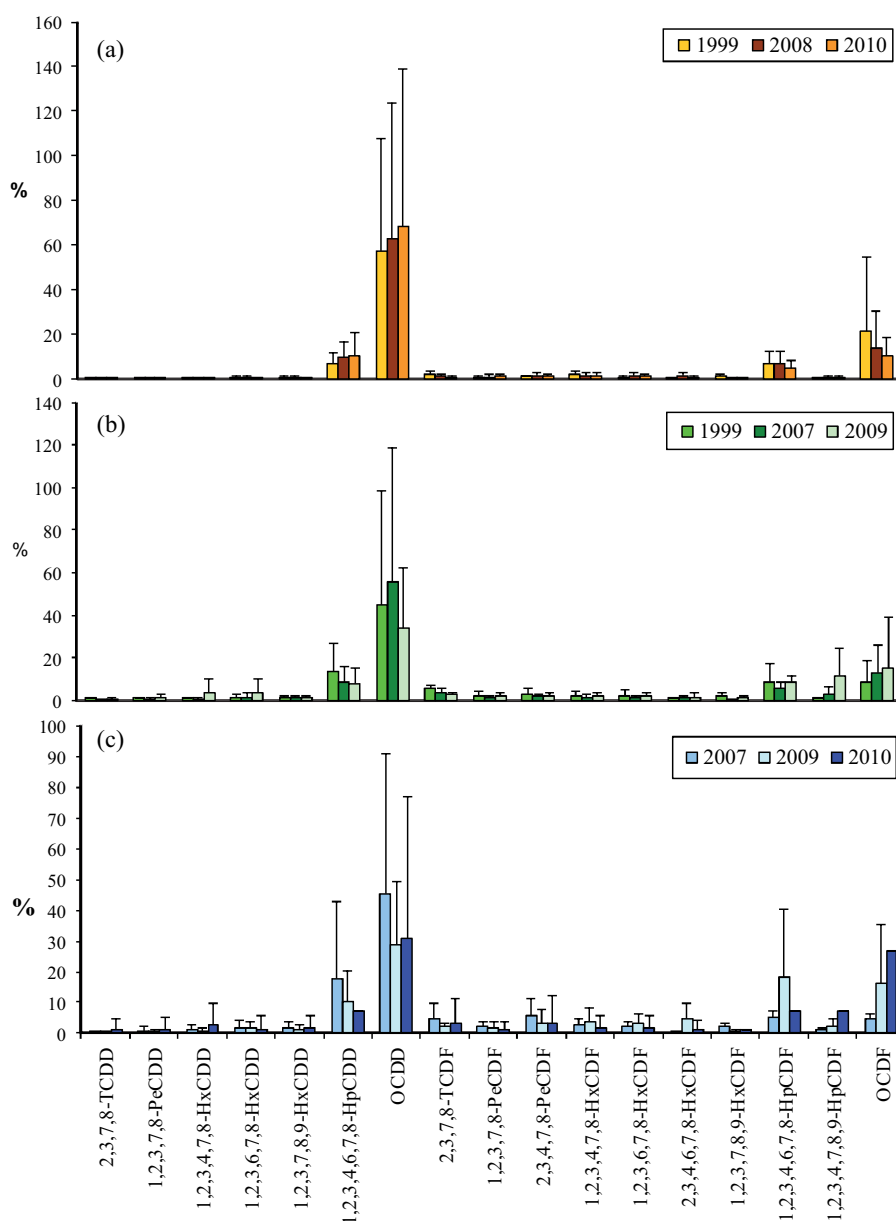 (a)
1999 2008 2010
160
140
120
100
80
60
40
20
0
%
(b)
1999 2007 2009
140
120
100
80
60
40
20
0
%
(c)
2007 2009 2010
100
90
80
70
60
50
40
30
20
10
0
%
2,3,7,8-TCDD
1,2,3,7,8-PeCDD
1,2,3,4,7,8-HxCDD
1,2,3,6,7,8-HxCDD
1,2,3,7,8,9-HxCDD
1,2,3,4,6,7,8-HpCDD
OCDD
2,3,7,8-TCDF
1,2,3,7,8-PeCDF
2,3,4,7,8-PeCDF
1,2,3,4,7,8-HxCDF
1,2,3,6,7,8-HxCDF
2,3,4,6,7,8-HxCDF
1,2,3,7,8,9-HxCDF
1,2,3,4,6,7,8-HpCDF
1,2,3,4,7,8,9-HpCDF
OCDF